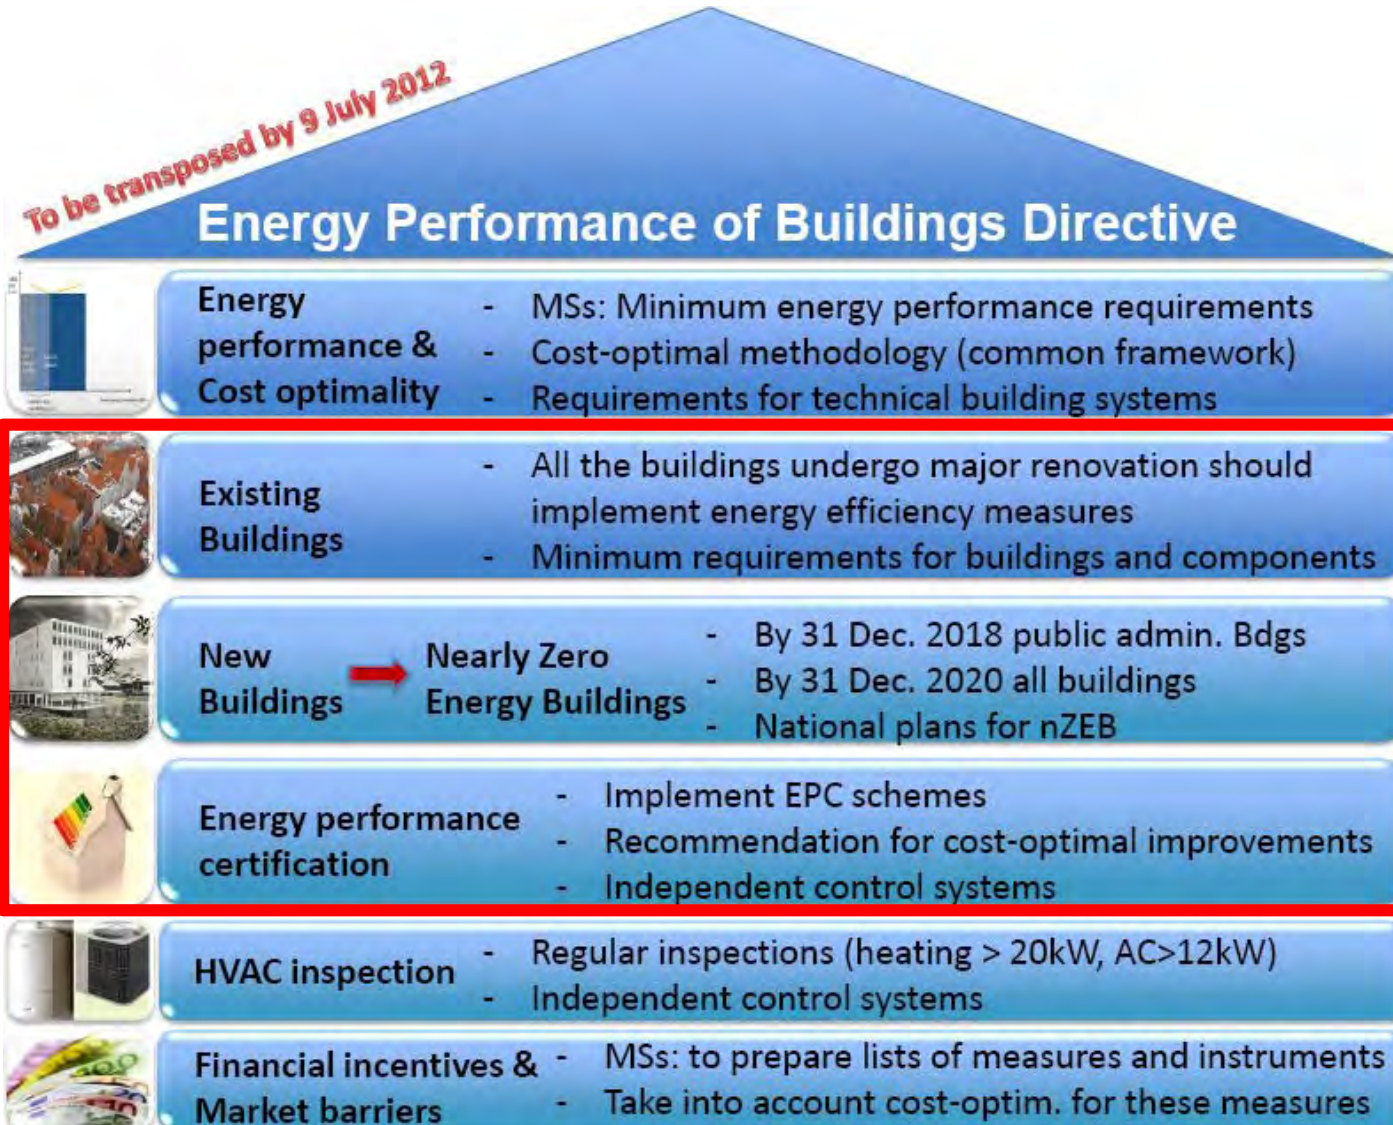 To be transposed by 9 July 2012
Energy Performance of Buildings Directive
Energy
performance &
Cost optimality
- MSs: Minimum energy performance requirements
- Cost-optimal methodology (common framework)
- Requirements for technical building systems
Existing
Buildings
- All the buildings undergo major renovation should
implement energy efficiency measures
- Minimum requirements for buildings and components
New
Buildings
Nearly Zero
Energy Buildings
- By 31 Dec. 2018 public admin. Bdgs
- By 31 Dec. 2020 all buildings
- National plans for nZEB
Energy performance
certification
- Implement EPC schemes
- Recommendation for cost-optimal improvements
- Independent control systems
HVAC inspection
- Regular inspections (heating > 20kW, AC>12kW)
- Independent control systems
Financial incentives &
Market barriers
- MSs: to prepare lists of measures and instruments
- Take into account cost-optim. for these measures